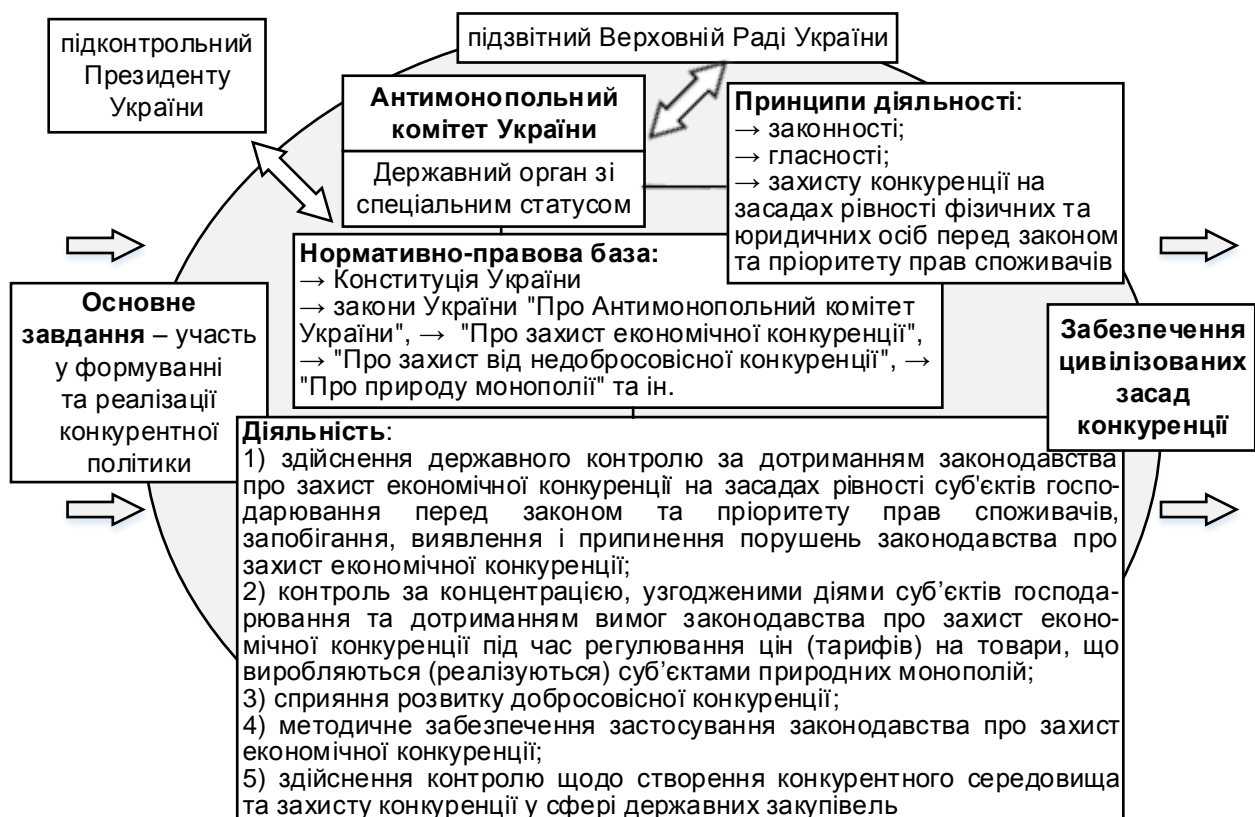 підконтрольний
Президенту
України
підзвітний Верховній Раді України
Антимонопольний
комітет України
Державний орган зі
спеціальним статусом
Принципи діяльності:
→ законності;
→ гласності;
→ захисту конкуренції на
засадах рівності фізичних та
юридичних осіб перед законом
та пріоритету прав споживачів
Нормативно-правова база:
→ Конституція України
→ закони України "Про Антимонопольний комітет
України", → "Про захист економічної конкуренції",
→ "Про захист від недобросовісної конкуренції", →
"Про природу монополії" та ін.
Основне
завдання – участь
у формуванні
та реалізації
конкурентної
політики
Забезпечення
цивілізованих
засад
конкуренції
Діяльність:
1) здійснення державного контролю за дотриманням законодавства
про захист економічної конкуренції на засадах рівності суб'єктів госпо-
дарювання перед законом та пріоритету прав споживачів,
запобігання, виявлення і припинення порушень законодавства про
захист економічної конкуренції;
2) контроль за концентрацією, узгодженими діями суб’єктів господа-
рювання та дотриманням вимог законодавства про захист еконо-
мічної конкуренції під час регулювання цін (тарифів) на товари, що
виробляються (реалізуються) суб’єктами природних монополій;
3) сприяння розвитку добросовісної конкуренції;
4) методичне забезпечення застосування законодавства про захист
економічної конкуренції;
5) здійснення контролю щодо створення конкурентного середовища
та захисту конкуренції у сфері державних закупівель